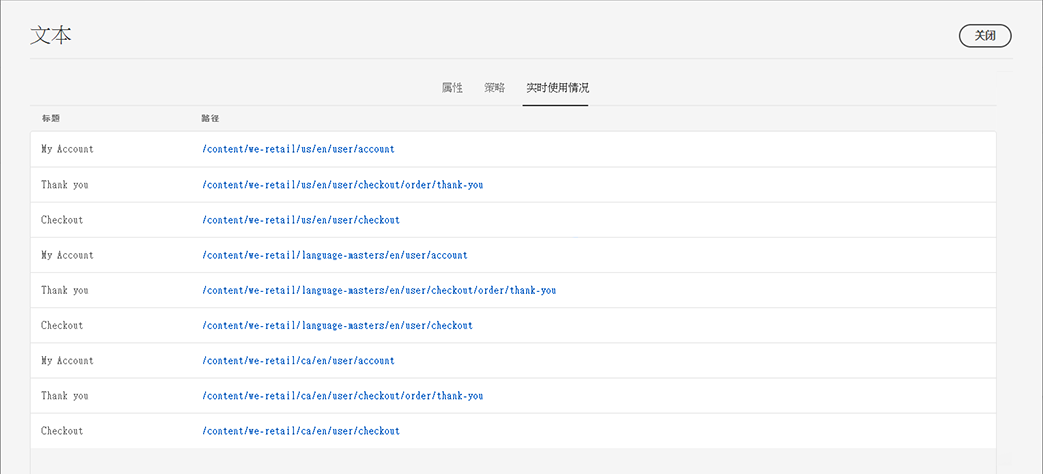 文本
关闭
属性 策略 实时使用情况
标题 路径
My Account /content/we-retail/us/en/user/account
Thank you /content/we-retail/us/en/user/checkout/order/thank-you
Checkout /content/we-retail/us/en/user/checkout
My Account /content/we-retail/language-masters/en/user/account
Thank you /content/we-retail/language-masters/en/user/checkout/order/thank-you
Checkout /content/we-retail/language-masters/en/user/checkout
My Account /content/we-retail/ca/en/user/account
Thank you /content/we-retail/ca/en/user/checkout/order/thank-you
Checkout /content/we-retail/ca/en/user/checkout